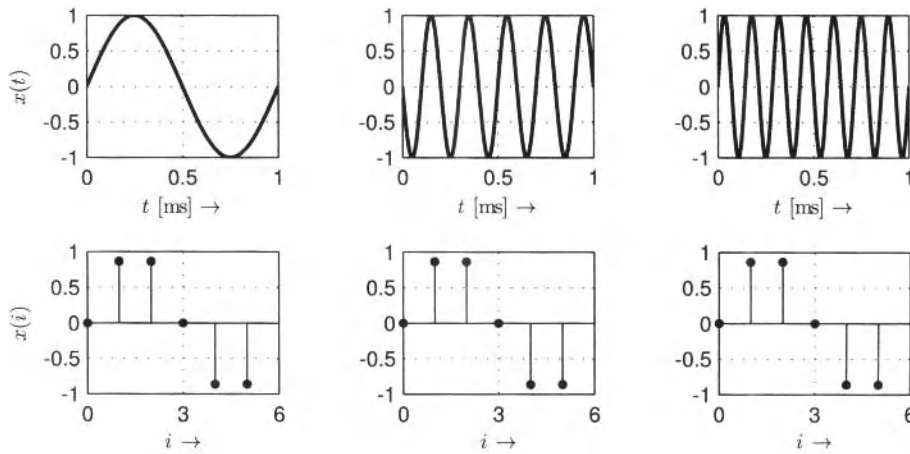 1 1 1
0.5 0.5 0.5
x(t) 0 0 0
-0.5 -0.5 -0.5
-1 -1 -1
0 0.5 1 0 0.5 1 0 0.5 1
t [ms] → t [ms] → t [ms] →
1 1 1
0.5 0.5 0.5
x(i) 0 0 0
-0.5 -0.5 -0.5
-1 -1 -1
0 3 6 0 3 6 0 3 6
i → i → i →